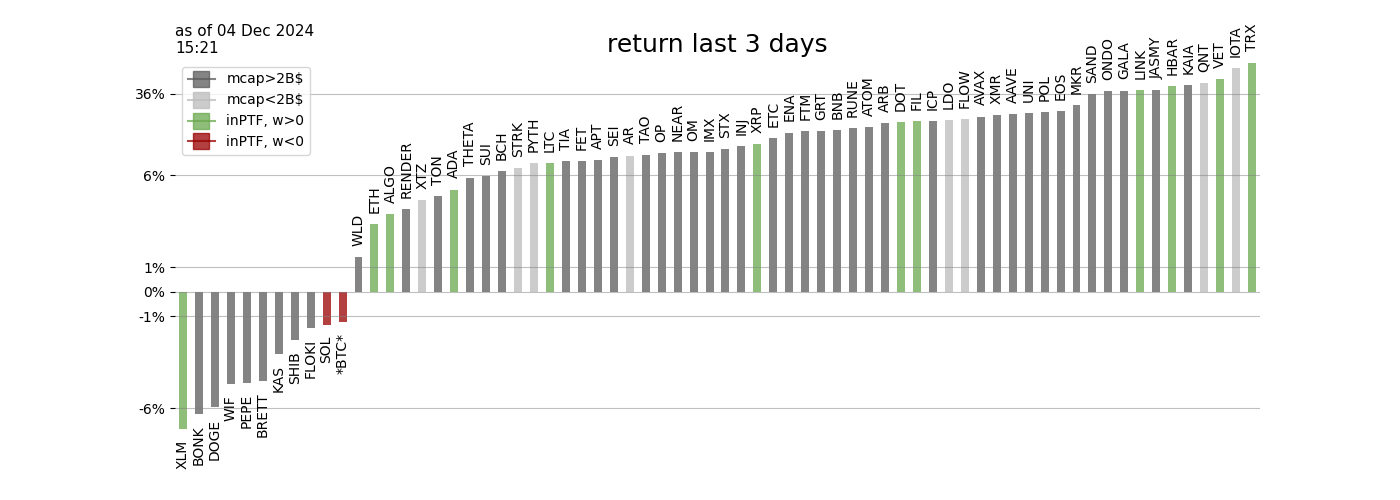 as of 04 Dec 2024
15:21
return last 3 days
mcap>2B$
mcap<2B$
inPTF, w>0
inPTF, w<0
36%
6%
1%
0%
-1%
-6%
XLM
BONK
DOGE
WIF
PEPE
BRETT
KAS
SHIB
FLOKI
SOL
*BTC*
WLD
ETH
ALGO
RENDER
XTZ
TON
ADA
THETA
SUI
BCH
STRK
PYTH
LTC
TIA
FET
APT
SEI
AR
TAO
OP
NEAR
OM
IMX
STX
INJ
XRP
ETC
ENA
FTM
GRT
BNB
RUNE
ATOM
ARB
DOT
FIL
ICP
LDO
FLOW
AVAX
XMR
AAVE
UNI
POL
EOS
MKR
SAND
ONDO
GALA
LINK
JASMY
HBAR
KAIA
QNT
VET
IOTA
TRX